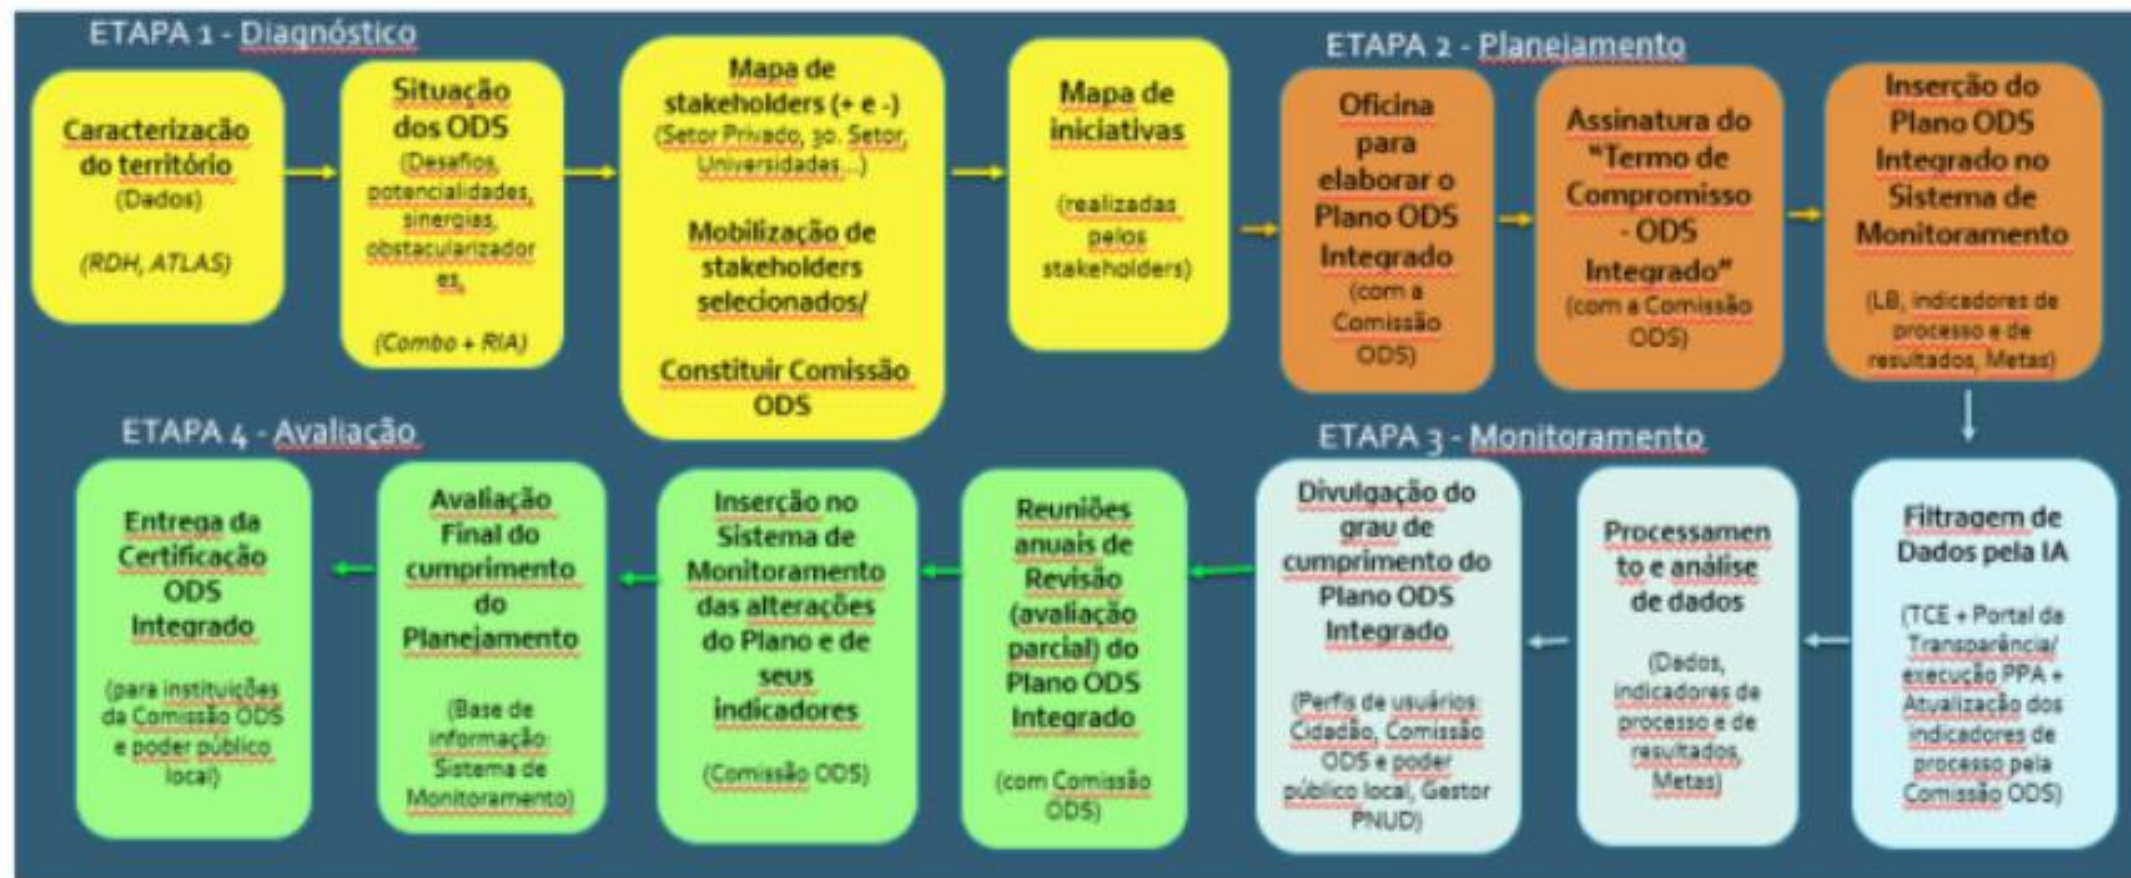 ETAPA 1 - Diagnóstico
Caracterização
do território
(Dados)
(RDH, ATLAS)
Situação
dos ODS
(Desafios,
potencialidades,
sinergias,
obstacularizador
es,
(Combo + RIA)
Mapa de
stakeholders (+ e -)
(Setor Privado, 3o. Setor,
Universidades...)
Mobilização de
stakeholders
selecionados/
Constituir Comissão
ODS
Mapa de
iniciativas
(realizadas
pelos
stakeholders)
ETAPA 2 - Planejamento
Oficina
para
elaborar o
Plano ODS
Integrado
(com a
Comissão
ODS)
Assinatura do
"Termo de
Compromisso
- ODS
Integrado"
(com a Comissão
ODS)
Inserção do
Plano ODS
Integrado no
Sistema de
Monitoramento
(LB, indicadores de
processo e de
resultados, Metas)
ETAPA 3 - Monitoramento
Filtragem de
Dados pela IA
(TCE + Portal da
Transparência/
execução PPA +
Atualização dos
indicadores de
processo pela
Comissão ODS)
Processamen
to e análise
de dados
(Dados,
indicadores de
processo e de
resultados,
Metas)
Divulgação do
grau de
cumprimento do
Plano ODS
Integrado
(Perfis de usuários:
Cidadão, Comissão
ODS e poder
público local, Gestor
PNUD)
ETAPA 4 - Avaliação
Reuniões
anuais de
Revisão
(avaliação
parcial) do
Plano ODS
Integrado
(com Comissão
ODS)
Inserção no
Sistema de
Monitoramento
das alterações
do Plano e de
seus
indicadores
(Comissão ODS)
Avaliação
Final do
cumprimento
do
Planejamento
(Base de
informação:
Sistema de
Monitoramento)
Entrega da
Certificação
ODS
Integrado
(para instituições
da Comissão ODS
e poder público
local)